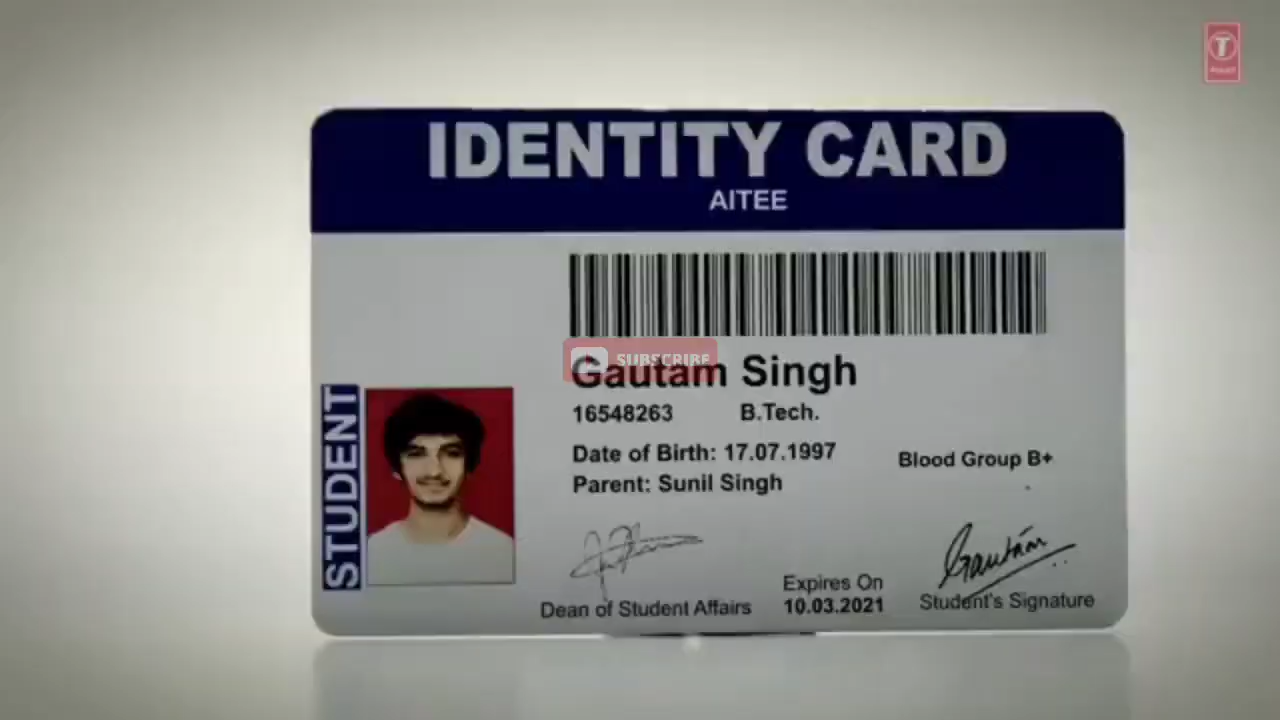 T
IDENTITY CARD
AITEE
SUBSCRIBE
Gautam Singh
16548263 B.Tech.
Date of Birth: 17.07.1997
Blood Group B+
Parent: Sunil Singh
STUDENT
Gautam
Expires On
10.03.2021
Dean of Student Affairs
Student's Signature